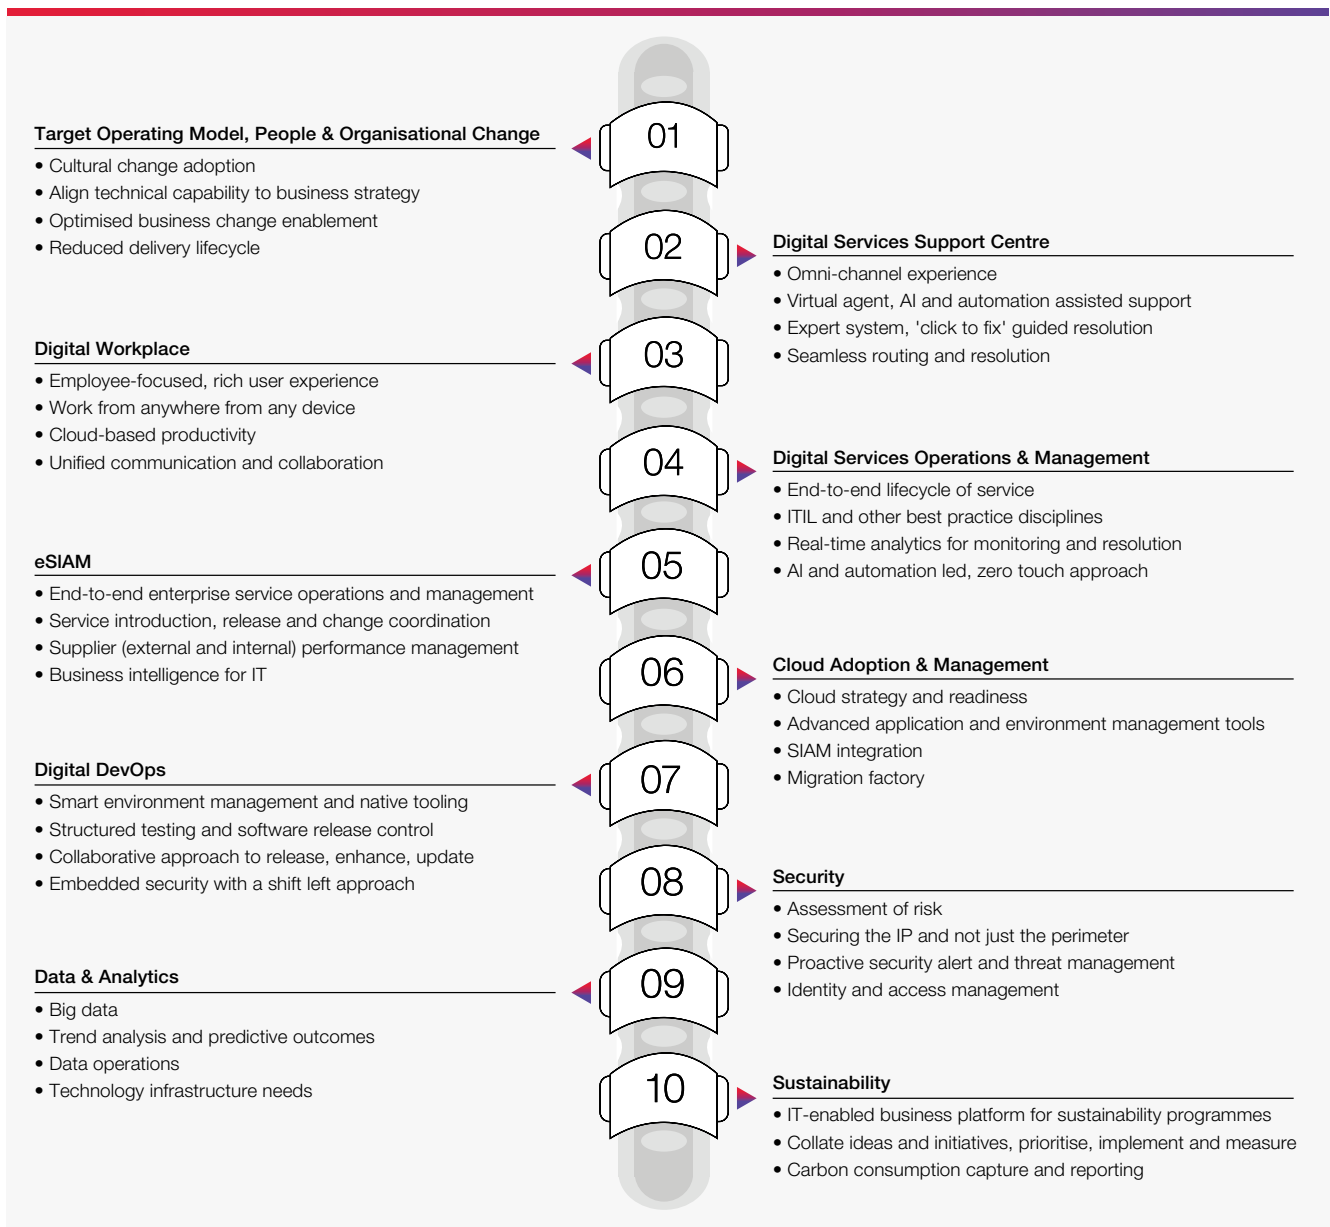 01
Target Operating Model, People & Organisational Change
• Cultural change adoption
• Align technical capability to business strategy
• Optimised business change enablement
• Reduced delivery lifecycle
02
Digital Services Support Centre
• Omni-channel experience
• Virtual agent, AI and automation assisted support
• Expert system, 'click to fix' guided resolution
• Seamless routing and resolution
03
Digital Workplace
• Employee-focused, rich user experience
• Work from anywhere from any device
• Cloud-based productivity
• Unified communication and collaboration
04
Digital Services Operations & Management
• End-to-end lifecycle of service
• ITIL and other best practice disciplines
• Real-time analytics for monitoring and resolution
• AI and automation led, zero touch approach
05
eSIAM
• End-to-end enterprise service operations and management
• Service introduction, release and change coordination
• Supplier (external and internal) performance management
• Business intelligence for IT
06
Cloud Adoption & Management
• Cloud strategy and readiness
• Advanced application and environment management tools
• SIAM integration
• Migration factory
07
Digital DevOps
• Smart environment management and native tooling
• Structured testing and software release control
• Collaborative approach to release, enhance, update
• Embedded security with a shift left approach
08
Security
• Assessment of risk
• Securing the IP and not just the perimeter
• Proactive security alert and threat management
• Identity and access management
09
Data & Analytics
• Big data
• Trend analysis and predictive outcomes
• Data operations
• Technology infrastructure needs
10
Sustainability
• IT-enabled business platform for sustainability programmes
• Collate ideas and initiatives, prioritise, implement and measure
• Carbon consumption capture and reporting